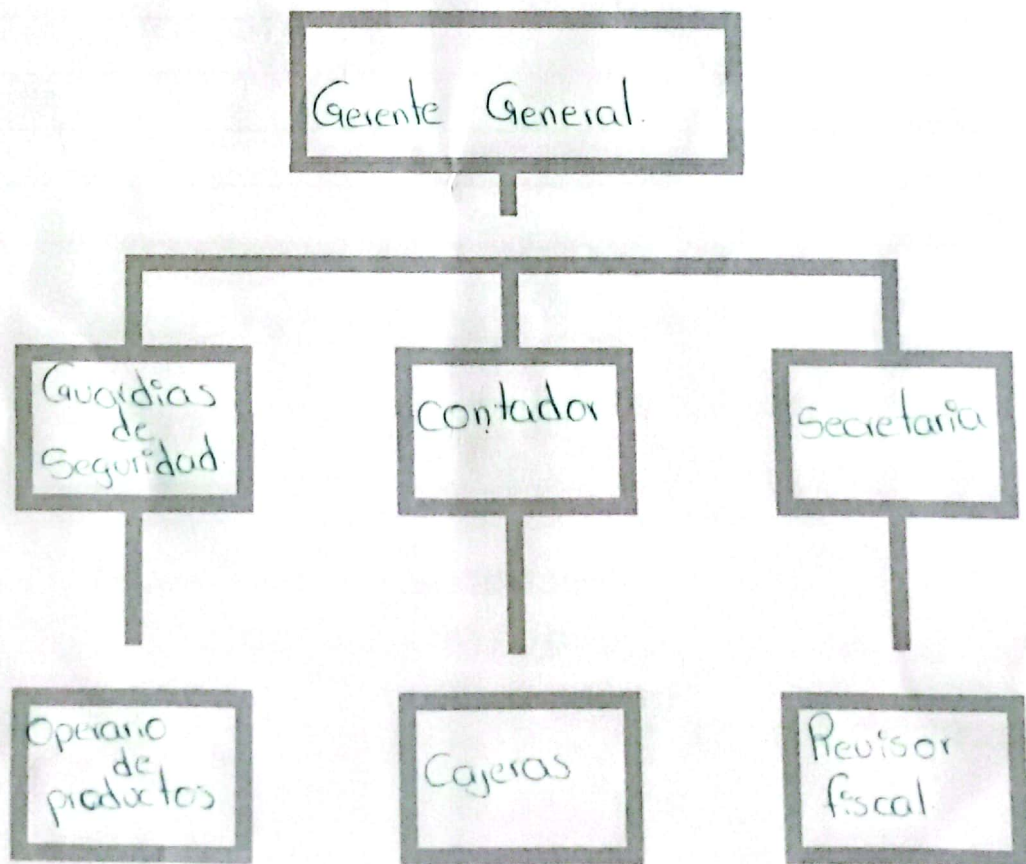 Gerente General.
Guardias
de
Seguridad.
contador
Secretaria
Operario
de
productos
Cajeras
Revisor
fiscal.